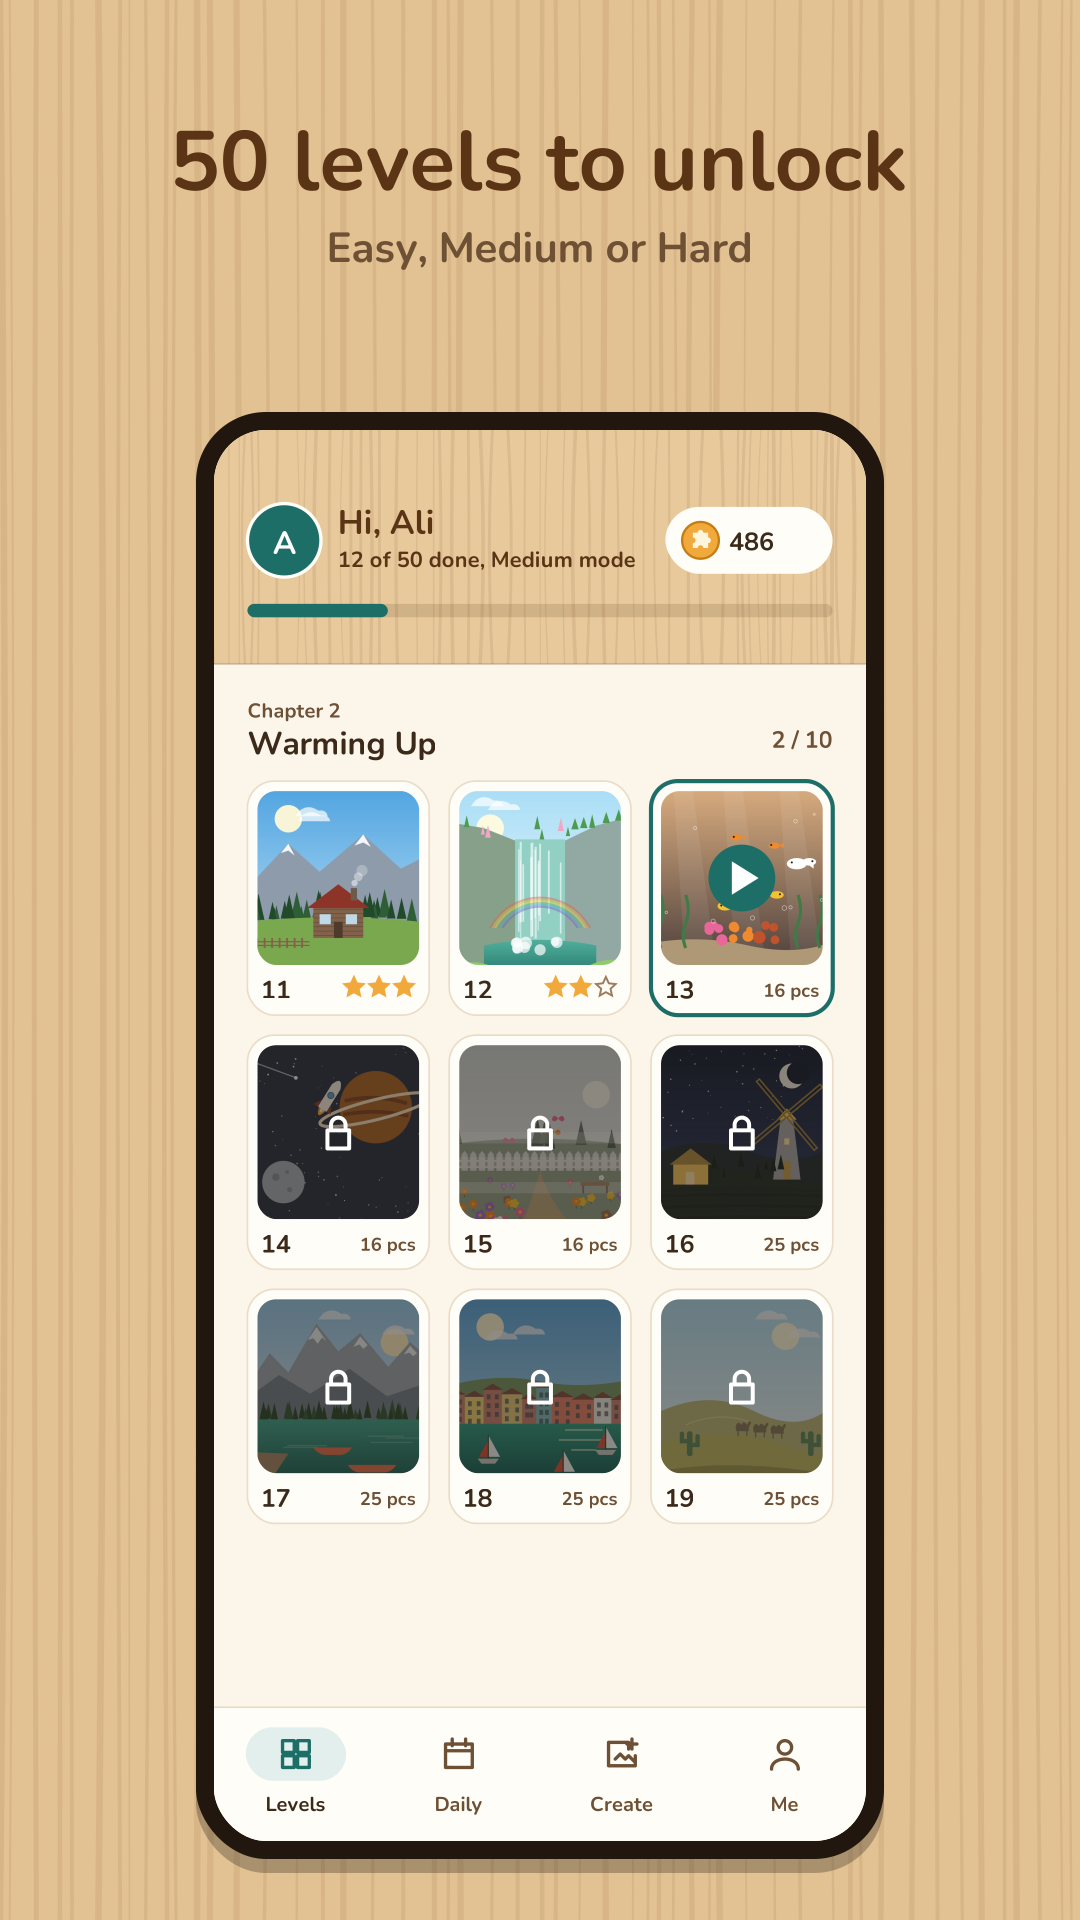 50 levels to unlock
Easy, Medium or Hard
A
Hi, Ali
12 of 50 done, Medium mode
486
Chapter 2
Warming Up
2 / 10
11
12
13
16 pcs
14
16 pcs
15
16 pcs
16
25 pcs
17
25 pcs
18
25 pcs
19
25 pcs
Levels
Daily
Create
Me